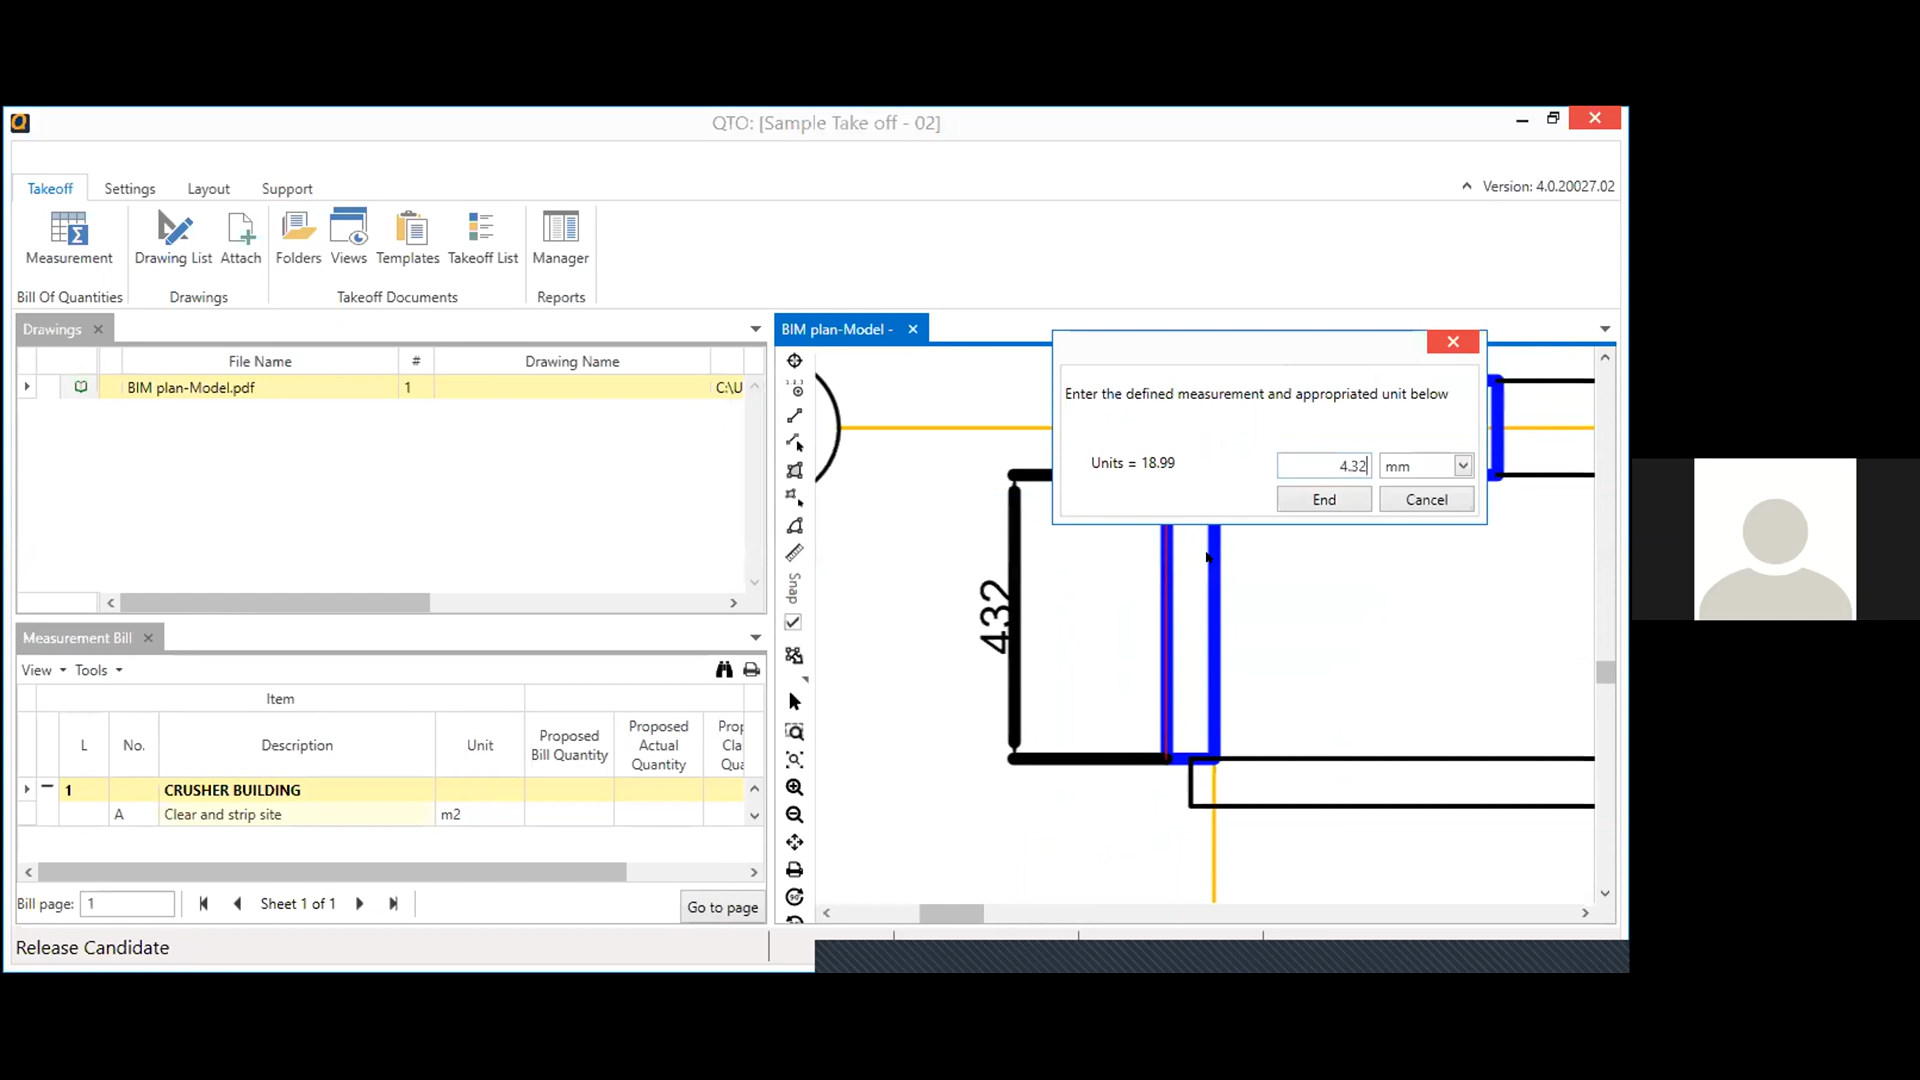 QTO: [Sample Take off - 02]
Takeoff Settings Layout Support
Version: 4.0.20027.02
Measurement Drawing List Attach Folders Views Templates Takeoff List Manager
Bill Of Quantities Drawings Takeoff Documents Reports
Drawings
File Name # Drawing Name
BIM plan-Model.pdf 1 C:\U
Measurement Bill
View Tools
Item
L No. Description Unit
Proposed
Bill Quantity
Proposed
Actual
Quantity
Prop
Cla
Qua
1 CRUSHER BUILDING
A Clear and strip site m2
Bill page: 1 Sheet 1 of 1 Go to page
Release Candidate
BIM plan-Model -
Snap
Enter the defined measurement and appropriated unit below
Units = 18.99 4.32 mm
End Cancel
432